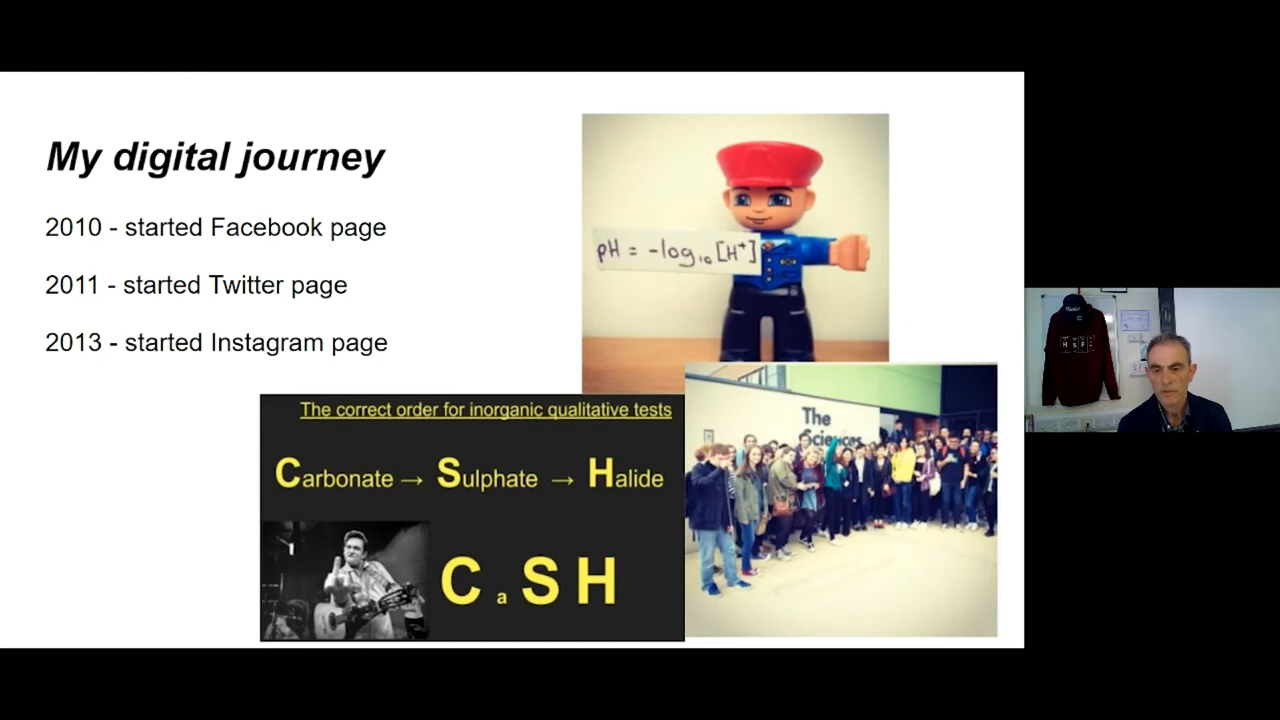 My digital journey
2010 - started Facebook page
2011 - started Twitter page
2013 - started Instagram page
pH = -log₁₀[H⁺]
The correct order for inorganic qualitative tests
Carbonate → Sulphate → Halide
CaSH
The
Sciences